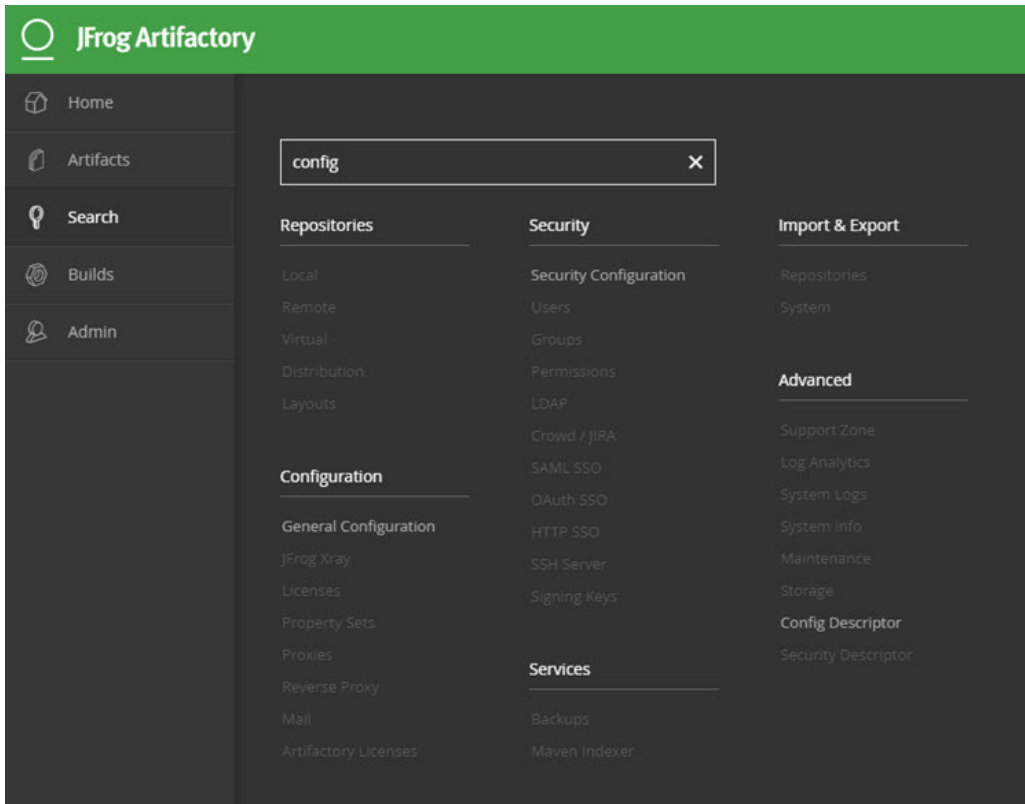 JFrog Artifactory
Home
Artifacts
Search
Builds
Admin
config
Repositories
Local
Remote
Virtual
Distribution
Layouts
Configuration
General Configuration
JFrog Xray
Licenses
Property Sets
Proxies
Reverse Proxy
Mail
Artifactory Licenses
Security
Security Configuration
Users
Groups
Permissions
LDAP
Crowd / JIRA
SAML SSO
OAuth SSO
HTTP SSO
SSH Server
Signing Keys
Services
Backups
Maven Indexer
Import & Export
Repositories
System
Advanced
Support Zone
Log Analytics
System Logs
System Info
Maintenance
Storage
Config Descriptor
Security Descriptor